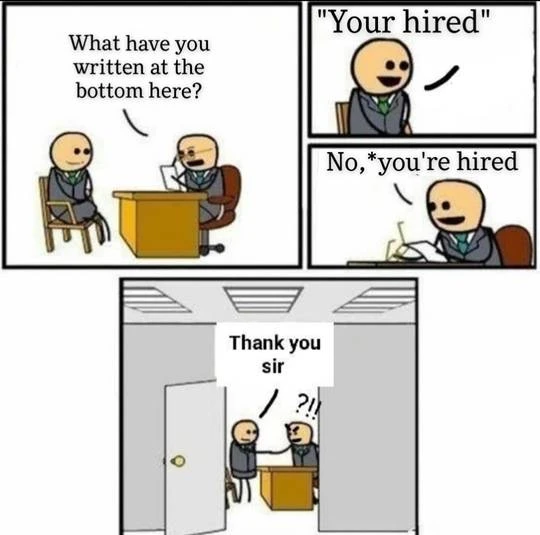 What have you
written at the
bottom here?
"Your hired"
No,*you're hired
Thank you
sir
?!!